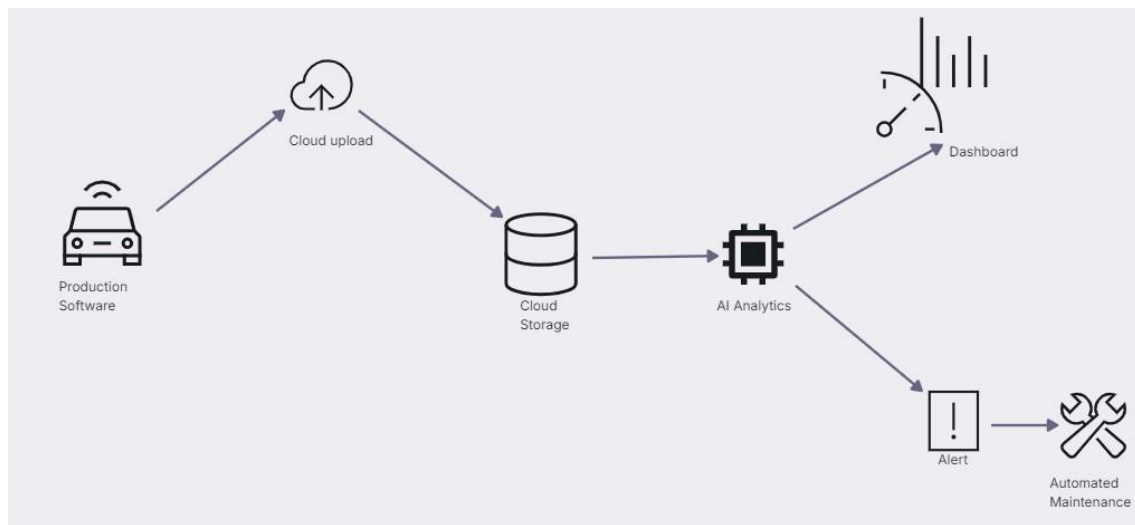 Cloud upload
Dashboard
Production
Software
Cloud
Storage
AI Analytics
Alert
Automated
Maintenance